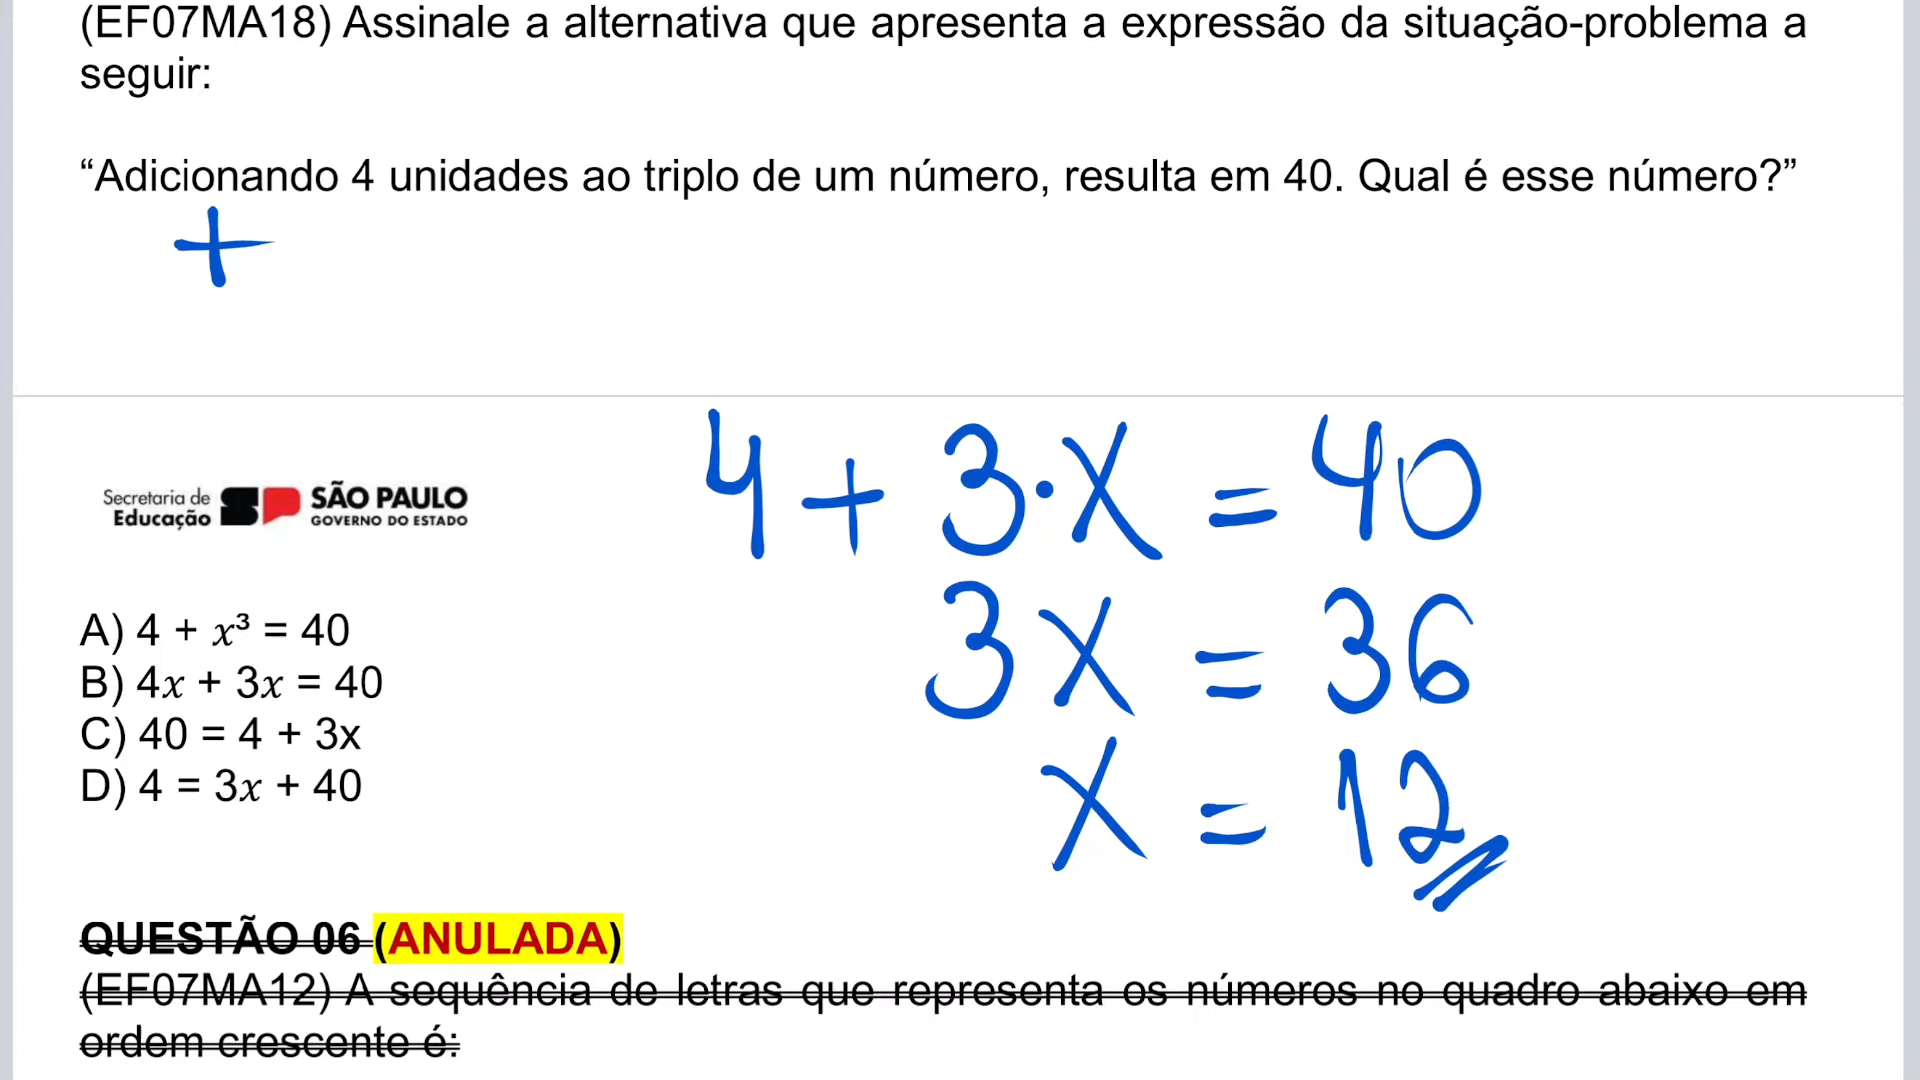 (EF07MA18) Assinale a alternativa que apresenta a expressão da situação-problema a
seguir:
“Adicionando 4 unidades ao triplo de um número, resulta em 40. Qual é esse número?”
+
4 + 3·x = 40
Secretaria de
Educação
SÃO PAULO
GOVERNO DO ESTADO
3x = 36
A) 4 + x³ = 40
B) 4x + 3x = 40
C) 40 = 4 + 3x
D) 4 = 3x + 40
x = 12
QUESTÃO 06 (ANULADA)
(EF07MA12) A sequência de letras que representa os números no quadro abaixo em
ordem crescente é: